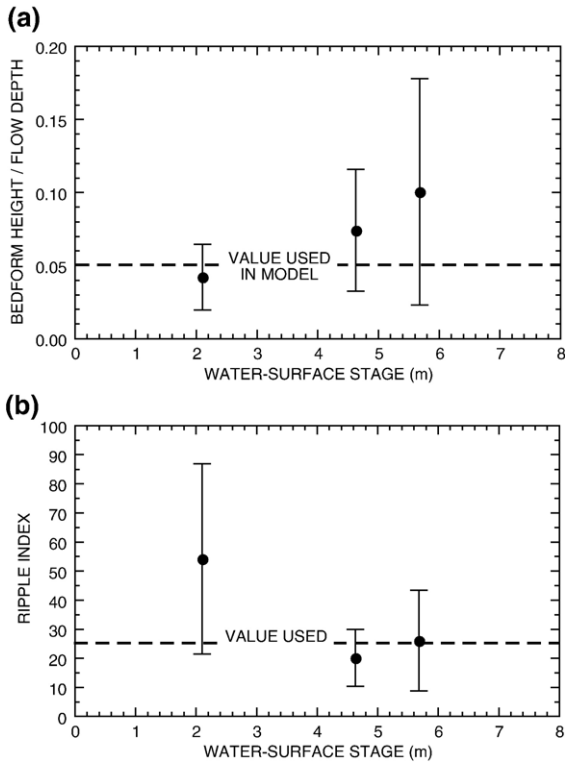 (a)
BEDFORM HEIGHT / FLOW DEPTH
0.20
0.15
0.10
0.05
0.00
VALUE USED
IN MODEL
0 1 2 3 4 5 6 7 8
WATER-SURFACE STAGE (m)
(b)
RIPPLE INDEX
100
90
80
70
60
50
40
30
20
10
0
VALUE USED
0 1 2 3 4 5 6 7 8
WATER-SURFACE STAGE (m)